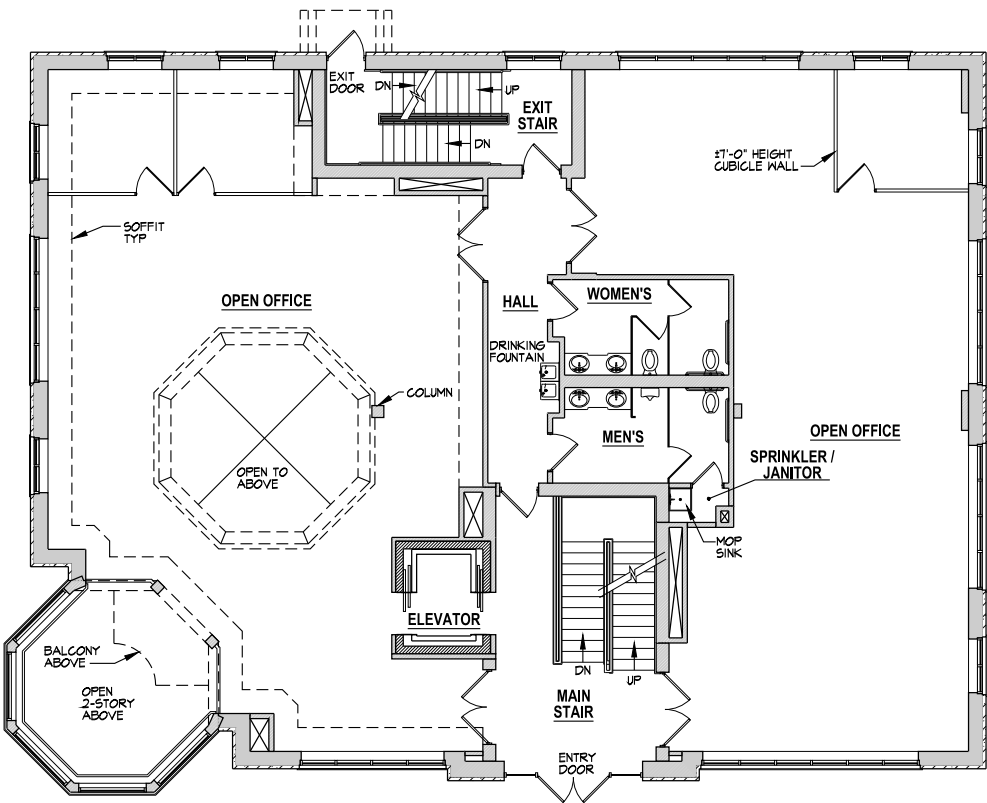 EXIT
DOOR
DN
UP
EXIT
STAIR
DN
±7'-0" HEIGHT
CUBICLE WALL
SOFFIT
TYP
OPEN OFFICE
HALL
WOMEN'S
DRINKING
FOUNTAIN
COLUMN
OPEN TO
ABOVE
MEN'S
OPEN OFFICE
SPRINKLER /
JANITOR
MOP
SINK
ELEVATOR
BALCONY
ABOVE
OPEN
2-STORY
ABOVE
DN
UP
MAIN
STAIR
ENTRY
DOOR